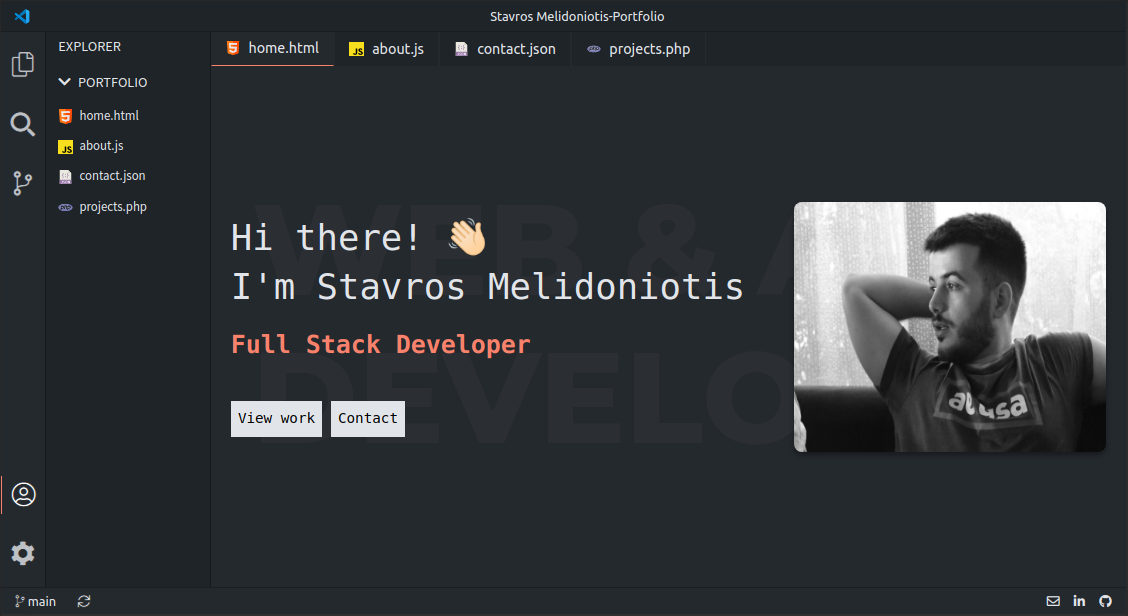 Stavros Melidoniotis-Portfolio
EXPLORER
PORTFOLIO
home.html
about.js
contact.json
projects.php
home.html
about.js
contact.json
projects.php
WEB & A
DEVELO
Hi there! 👋
I'm Stavros Melidoniotis
Full Stack Developer
View work
Contact
main